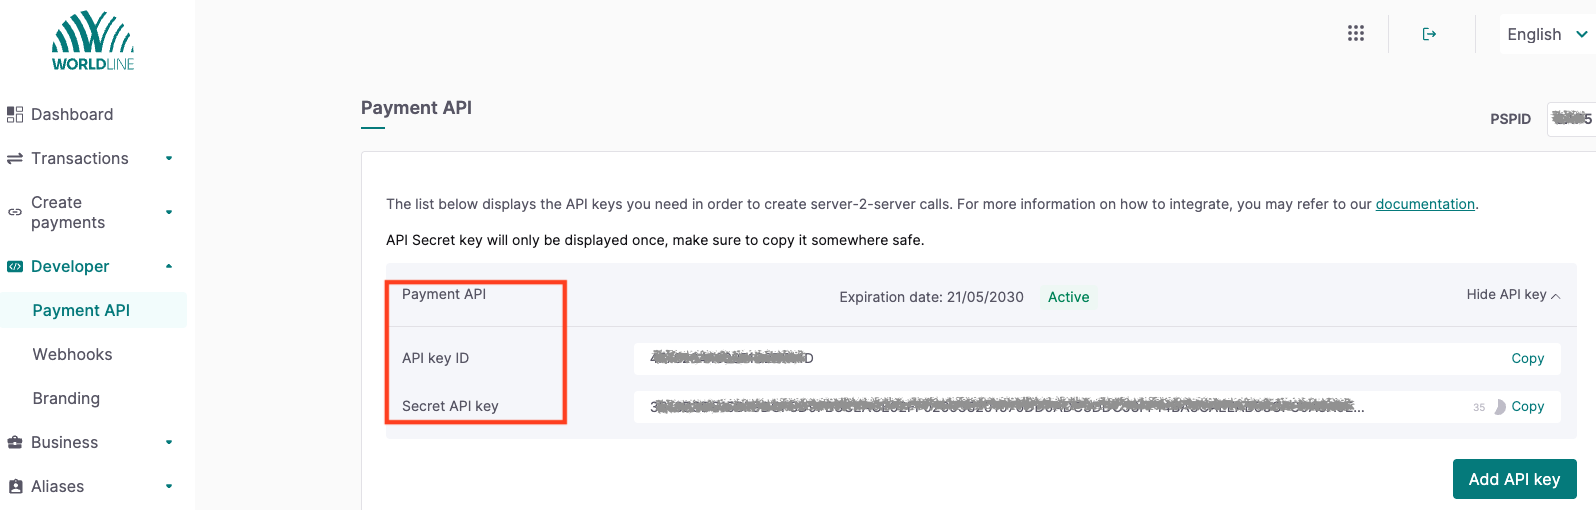 WORLDLINE
English
Dashboard
Transactions
Create
payments
Developer
Payment API
Webhooks
Branding
Business
Aliases
Payment API
PSPID
The list below displays the API keys you need in order to create server-2-server calls. For more information on how to integrate, you may refer to our documentation.
API Secret key will only be displayed once, make sure to copy it somewhere safe.
Payment API Expiration date: 21/05/2030 Active Hide API key
API key ID Copy
Secret API key 35 Copy
Add API key